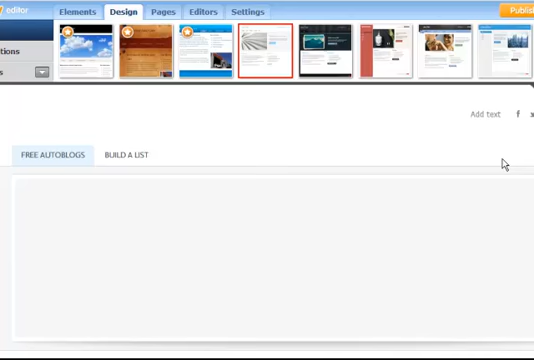 editor
Elements
Design
Pages
Editors
Settings
Publis
tions
s
Add text
f
FREE AUTOBLOGS
BUILD A LIST